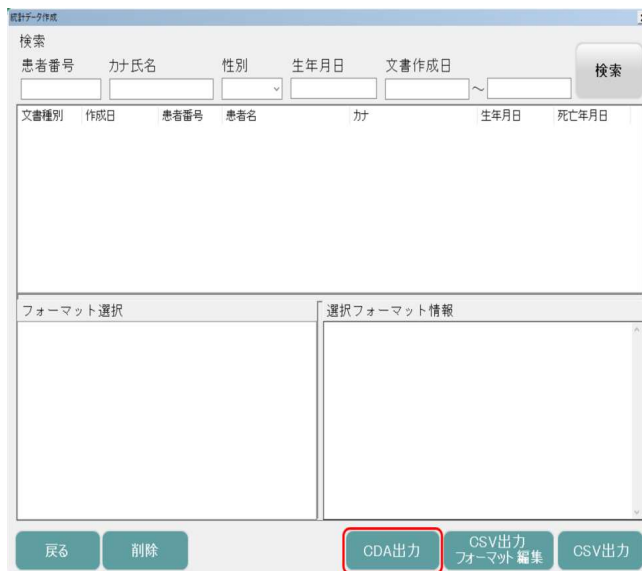 統計データ作成
検索
患者番号 カナ氏名 性別 生年月日 文書作成日
~
検索
文書種別 作成日 患者番号 患者名 カナ 生年月日 死亡年月日
フォーマット選択
選択フォーマット情報
戻る 削除 CDA出力 CSV出力 フォーマット編集 CSV出力